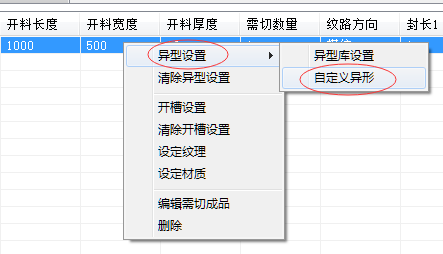 开料长度 开料宽度 开料厚度 需切数量 纹路方向 封长1
1000 500
异型设置 异型库设置
清除异型设置 自定义异形
开槽设置
清除开槽设置
设定纹理
设定材质
编辑需切成品
删除